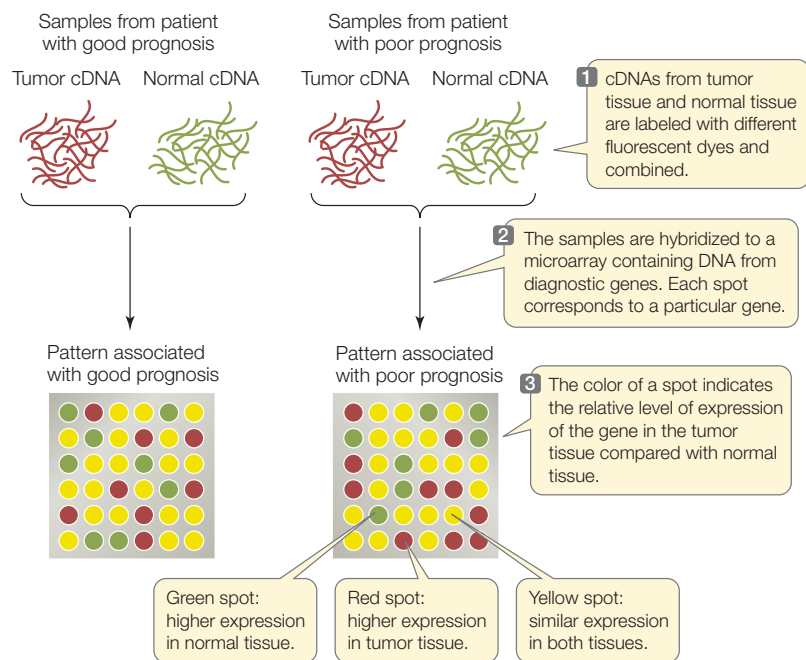 Samples from patient
with good prognosis
Samples from patient
with poor prognosis
Tumor cDNA
Normal cDNA
Tumor cDNA
Normal cDNA
1 cDNAs from tumor
tissue and normal tissue
are labeled with different
fluorescent dyes and
combined.
2 The samples are hybridized to a
microarray containing DNA from
diagnostic genes. Each spot
corresponds to a particular gene.
Pattern associated
with good prognosis
Pattern associated
with poor prognosis
3 The color of a spot indicates
the relative level of expression
of the gene in the tumor
tissue compared with normal
tissue.
Green spot:
higher expression
in normal tissue.
Red spot:
higher expression
in tumor tissue.
Yellow spot:
similar expression
in both tissues.